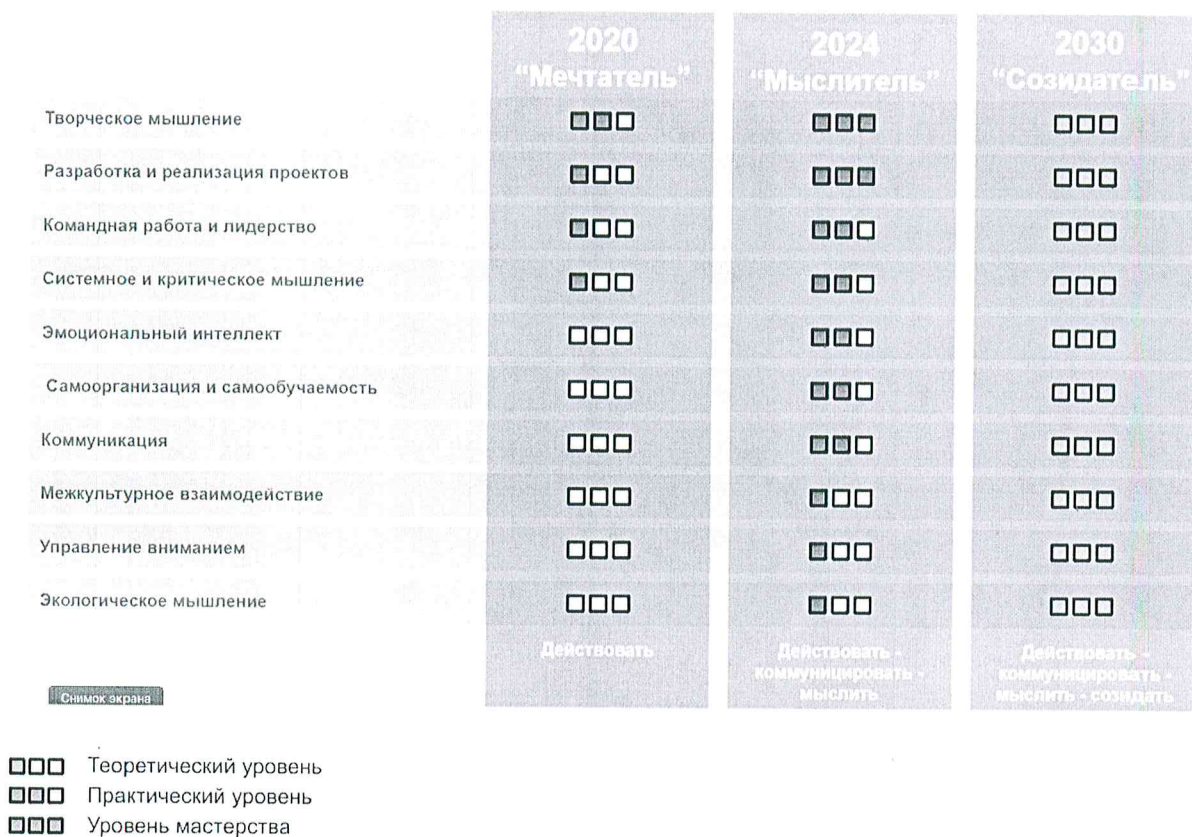 2020
“Мечтатель”
2024
“Мыслитель”
2030
“Созидатель”
Творческое мышление
Разработка и реализация проектов
Командная работа и лидерство
Системное и критическое мышление
Эмоциональный интеллект
Самоорганизация и самообучаемость
Коммуникация
Межкультурное взаимодействие
Управление вниманием
Экологическое мышление
Действовать
Действовать -
коммуницировать -
мыслить
Действовать -
коммуницировать -
мыслить - созидать
Снимок экрана
Теоретический уровень
Практический уровень
Уровень мастерства